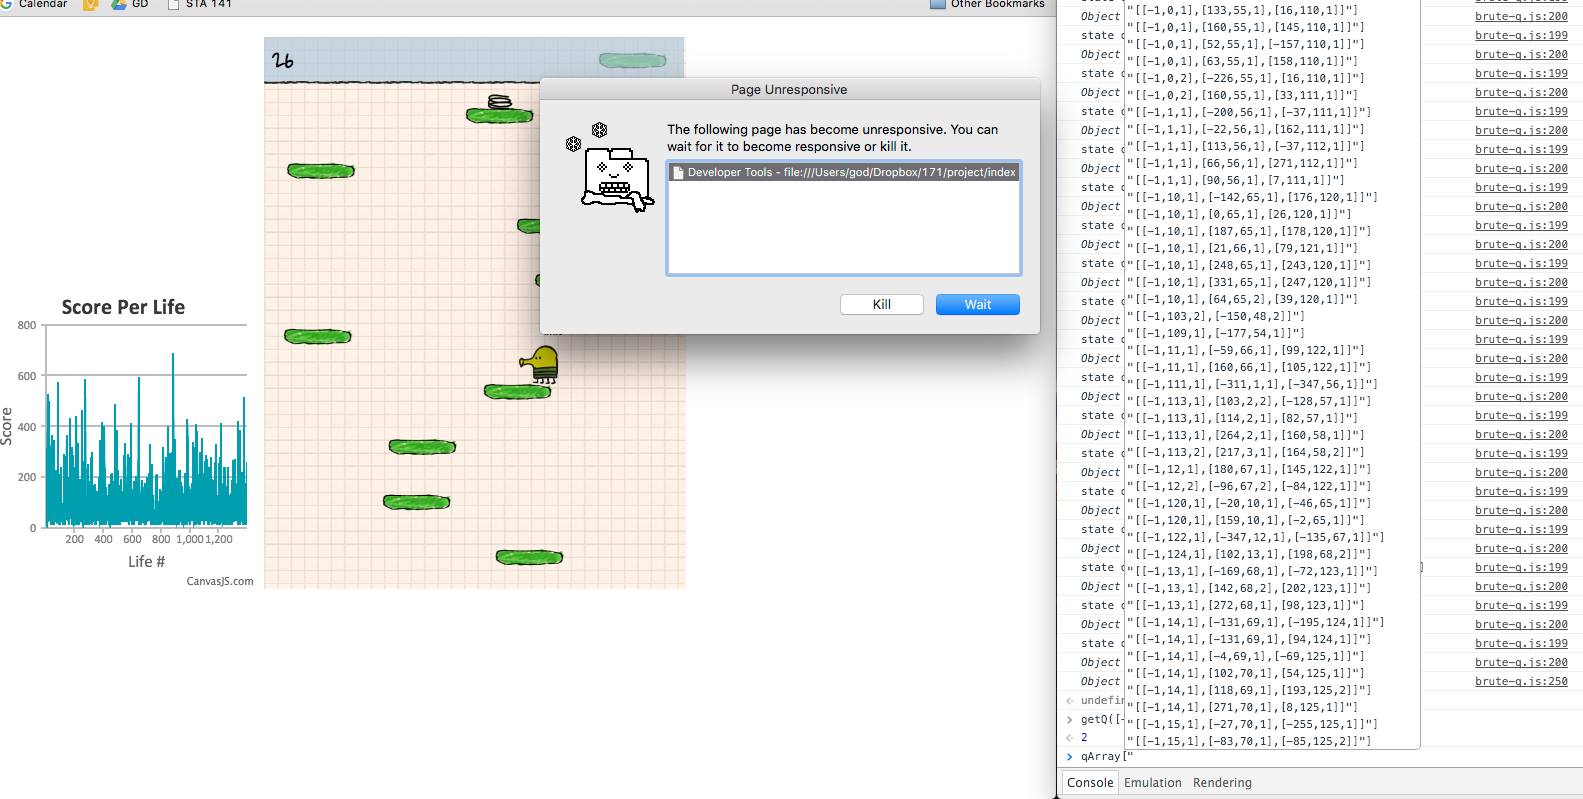 Calendar
GD
STA 141
Other Bookmarks
26
Page Unresponsive
The following page has become unresponsive. You can
wait for it to become responsive or kill it.
Developer Tools - file:///Users/god/Dropbox/171/project/index
Kill
Wait
Score Per Life
800
600
400
200
0
Score
200
400
600
800
1,000
1,200
Life #
CanvasJS.com
"[[-1,0,1],[133,55,1],[16,110,1]]"]
Object
brute-q.js:200
"[[-1,0,1],[160,55,1],[145,110,1]]"]
state
brute-q.js:199
"[[-1,0,1],[52,55,1],[-157,110,1]]"]
Object
brute-q.js:200
"[[-1,0,1],[63,55,1],[158,110,1]]"]
state
brute-q.js:199
"[[-1,0,2],[-226,55,1],[16,110,1]]"]
Object
brute-q.js:200
"[[-1,0,2],[160,55,1],[33,111,1]]"]
state
brute-q.js:199
"[[-1,1,1],[-200,56,1],[-37,111,1]]"]
Object
brute-q.js:200
"[[-1,1,1],[-22,56,1],[162,111,1]]"]
state
brute-q.js:199
"[[-1,1,1],[113,56,1],[-37,112,1]]"]
Object
brute-q.js:200
"[[-1,1,1],[66,56,1],[271,112,1]]"]
"[[-1,1,1],[90,56,1],[7,111,1]]"]
state
brute-q.js:199
"[[-1,10,1],[-142,65,1],[176,120,1]]"]
Object
brute-q.js:200
"[[-1,10,1],[0,65,1],[26,120,1]]"]
state
brute-q.js:199
"[[-1,10,1],[187,65,1],[178,120,1]]"]
Object
brute-q.js:200
"[[-1,10,1],[21,66,1],[79,121,1]]"]
state
brute-q.js:199
"[[-1,10,1],[248,65,1],[243,120,1]]"]
Object
brute-q.js:200
"[[-1,10,1],[331,65,1],[247,120,1]]"]
state
brute-q.js:199
"[[-1,10,1],[64,65,2],[39,120,1]]"]
"[[-1,103,2],[-150,48,2]]"]
Object
brute-q.js:200
"[[-1,109,1],[-177,54,1]]"]
state
brute-q.js:199
"[[-1,11,1],[-59,66,1],[99,122,1]]"]
Object
brute-q.js:200
"[[-1,11,1],[160,66,1],[105,122,1]]"]
state
brute-q.js:199
"[[-1,111,1],[-311,1,1],[-347,56,1]]"]
Object
brute-q.js:200
"[[-1,113,1],[103,2,2],[-128,57,1]]"]
state
brute-q.js:199
"[[-1,113,1],[114,2,1],[82,57,1]]"]
Object
brute-q.js:200
"[[-1,113,1],[264,2,1],[160,58,1]]"]
state
brute-q.js:199
"[[-1,113,2],[217,3,1],[164,58,2]]"]
"[[-1,12,1],[180,67,1],[145,122,1]]"]
Object
brute-q.js:200
"[[-1,12,2],[-96,67,2],[-84,122,1]]"]
state
brute-q.js:199
"[[-1,120,1],[-20,10,1],[-46,65,1]]"]
Object
brute-q.js:200
"[[-1,120,1],[159,10,1],[-2,65,1]]"]
state
brute-q.js:199
"[[-1,122,1],[-347,12,1],[-135,67,1]]"]
Object
brute-q.js:200
"[[-1,124,1],[102,13,1],[198,68,2]]"]
state
brute-q.js:199
"[[-1,13,1],[-169,68,1],[-72,123,1]]"]
]
Object
brute-q.js:200
"[[-1,13,1],[142,68,2],[202,123,1]]"]
state
brute-q.js:199
"[[-1,13,1],[272,68,1],[98,123,1]]"]
Object
brute-q.js:200
"[[-1,14,1],[-131,69,1],[-195,124,1]]"]
state
brute-q.js:199
"[[-1,14,1],[-131,69,1],[94,124,1]]"]
"[[-1,14,1],[-4,69,1],[-69,125,1]]"]
Object
brute-q.js:200
"[[-1,14,1],[102,70,1],[54,125,1]]"]
Object
brute-q.js:250
"[[-1,14,1],[118,69,1],[193,125,2]]"]
"[[-1,14,1],[271,70,1],[8,125,1]]"]
getQ([-
"[[-1,15,1],[-27,70,1],[-255,125,1]]"]
2
"[[-1,15,1],[-83,70,1],[-85,125,2]]"]
qArray["
Console
Emulation
Rendering